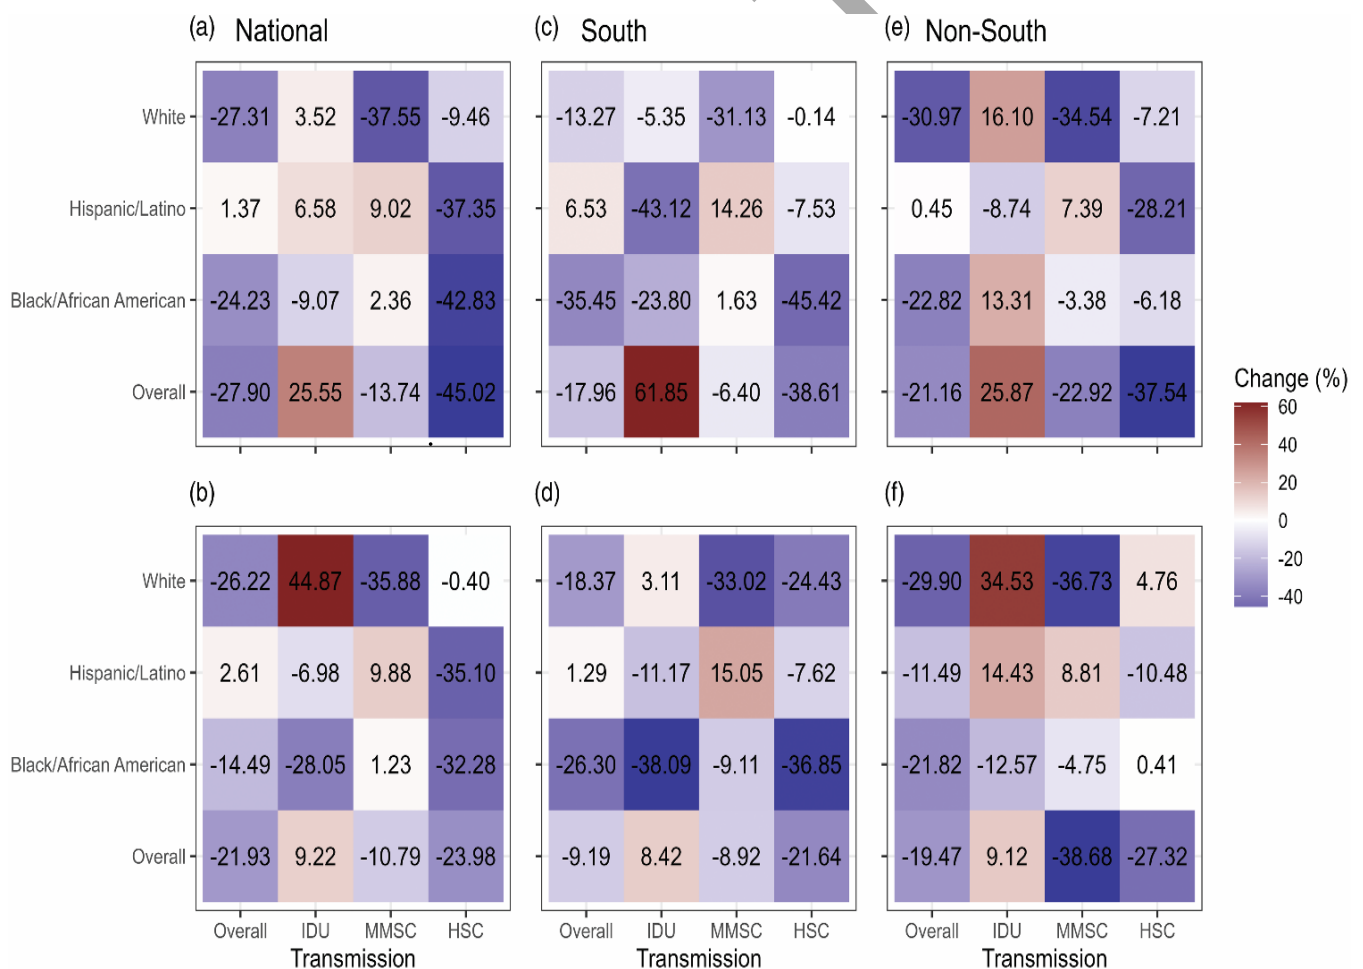 (a) National
(c) South
(e) Non-South
White -27.31 3.52 -37.55 -9.46 -13.27 -5.35 -31.13 -0.14 -30.97 16.10 -34.54 -7.21
Hispanic/Latino 1.37 6.58 9.02 -37.35 6.53 -43.12 14.26 -7.53 0.45 -8.74 7.39 -28.21
Black/African American -24.23 -9.07 2.36 -42.83 -35.45 -23.80 1.63 -45.42 -22.82 13.31 -3.38 -6.18
Overall -27.90 25.55 -13.74 -45.02 -17.96 61.85 -6.40 -38.61 -21.16 25.87 -22.92 -37.54
Change (%)
60
40
20
0
-20
-40
(b)
(d)
(f)
White -26.22 44.87 -35.88 -0.40 -18.37 3.11 -33.02 -24.43 -29.90 34.53 -36.73 4.76
Hispanic/Latino 2.61 -6.98 9.88 -35.10 1.29 -11.17 15.05 -7.62 -11.49 14.43 8.81 -10.48
Black/African American -14.49 -28.05 1.23 -32.28 -26.30 -38.09 -9.11 -36.85 -21.82 -12.57 -4.75 0.41
Overall -21.93 9.22 -10.79 -23.98 -9.19 8.42 -8.92 -21.64 -19.47 9.12 -38.68 -27.32
Overall IDU MMSC HSC Overall IDU MMSC HSC Overall IDU MMSC HSC
Transmission Transmission Transmission